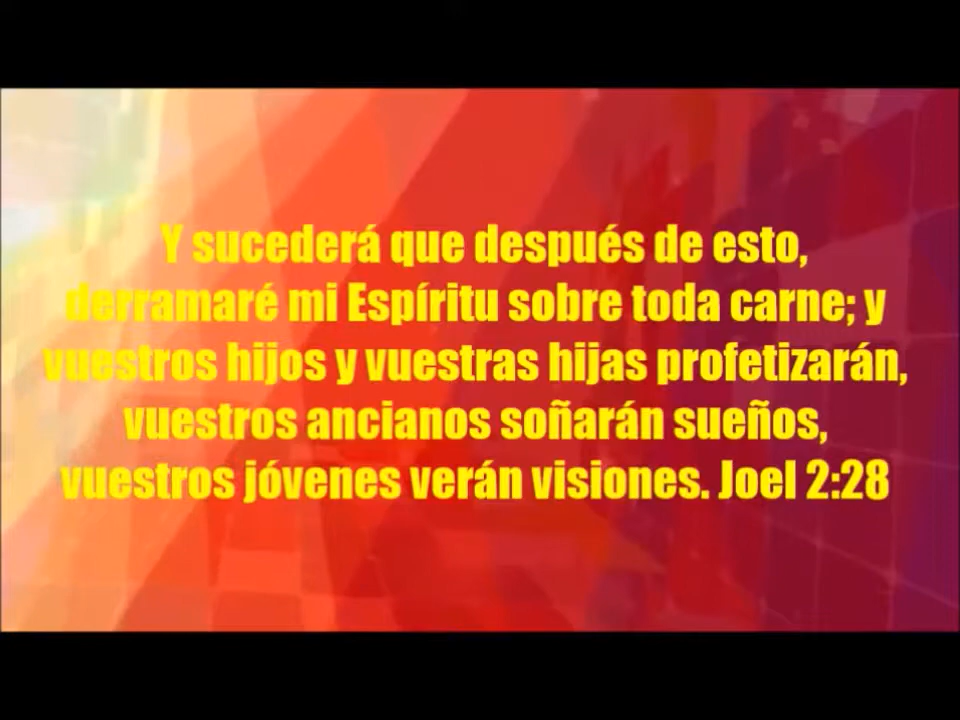 Y sucederá que después de esto,
derramaré mi Espíritu sobre toda carne; y
vuestros hijos y vuestras hijas profetizarán,
vuestros ancianos soñarán sueños,
vuestros jóvenes verán visiones. Joel 2:28